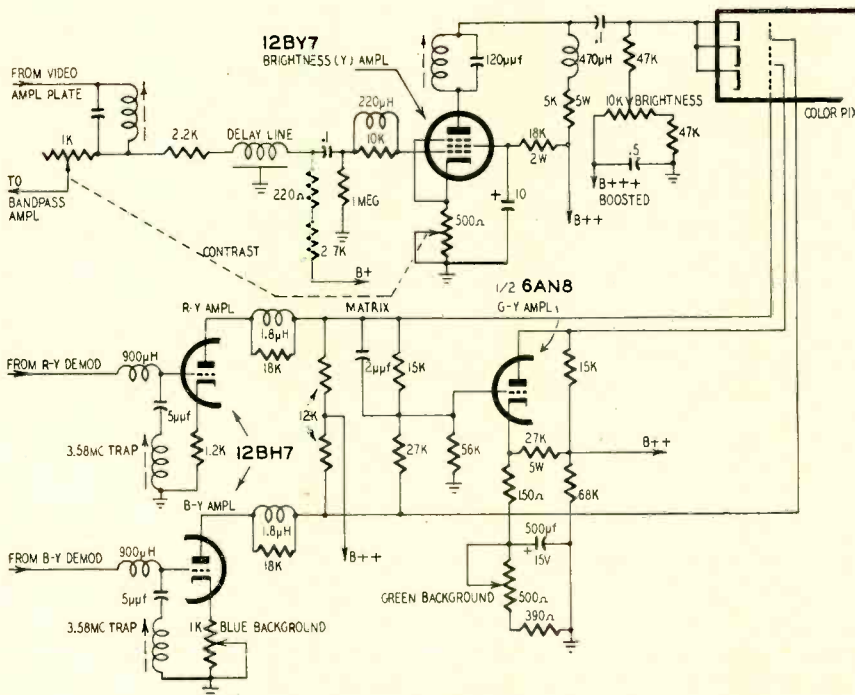 12BY7
BRIGHTNESS (Y) AMPL
120μμf
.1
470μH
47K
5K
5W
10K BRIGHTNESS
47K
.5
B+++
BOOSTED
COLOR PIX
FROM VIDEO
AMPL PLATE
1K
2.2K
DELAY LINE
.1
220μH
10K
18K
2W
TO
BANDPASS
AMPL
220Ω
1 MEG
2.7K
B+
500Ω
+
10
B++
CONTRAST
MATRIX
1/2 6AN8
G-Y AMPL
R-Y AMPL
1.8μH
18K
2μμf
15K
15K
900μH
FROM R-Y DEMOD
5μμf
3.58MC TRAP
1.2K
12BH7
12K
27K
56K
27K
5W
B++
150Ω
68K
B-Y AMPL
1.8μH
18K
B++
500μf
+
15V
900μH
FROM B-Y DEMOD
5μμf
3.58MC TRAP
1K
BLUE BACKGROUND
GREEN BACKGROUND
500Ω
390Ω